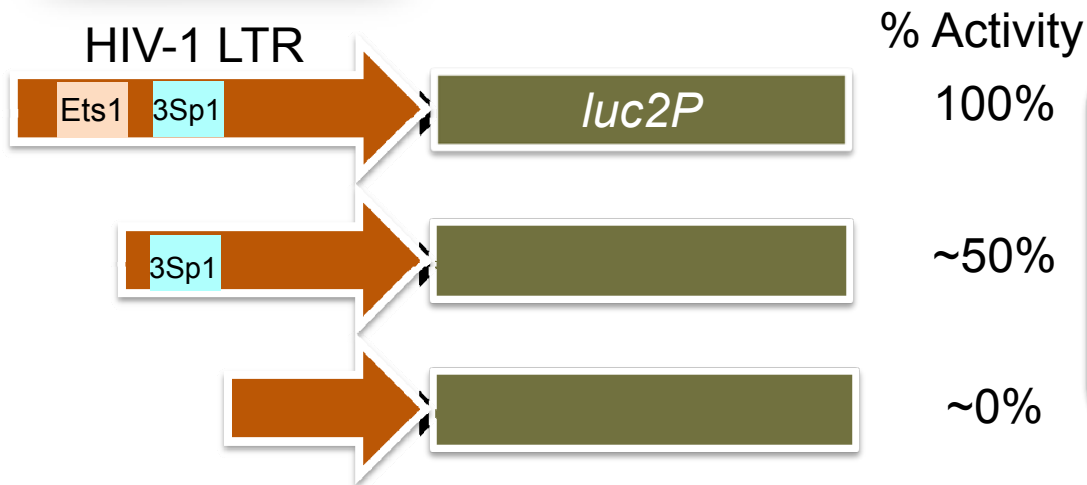 HIV-1 LTR
% Activity
Ets1
3Sp1
luc2P
100%
3Sp1
~50%
~0%